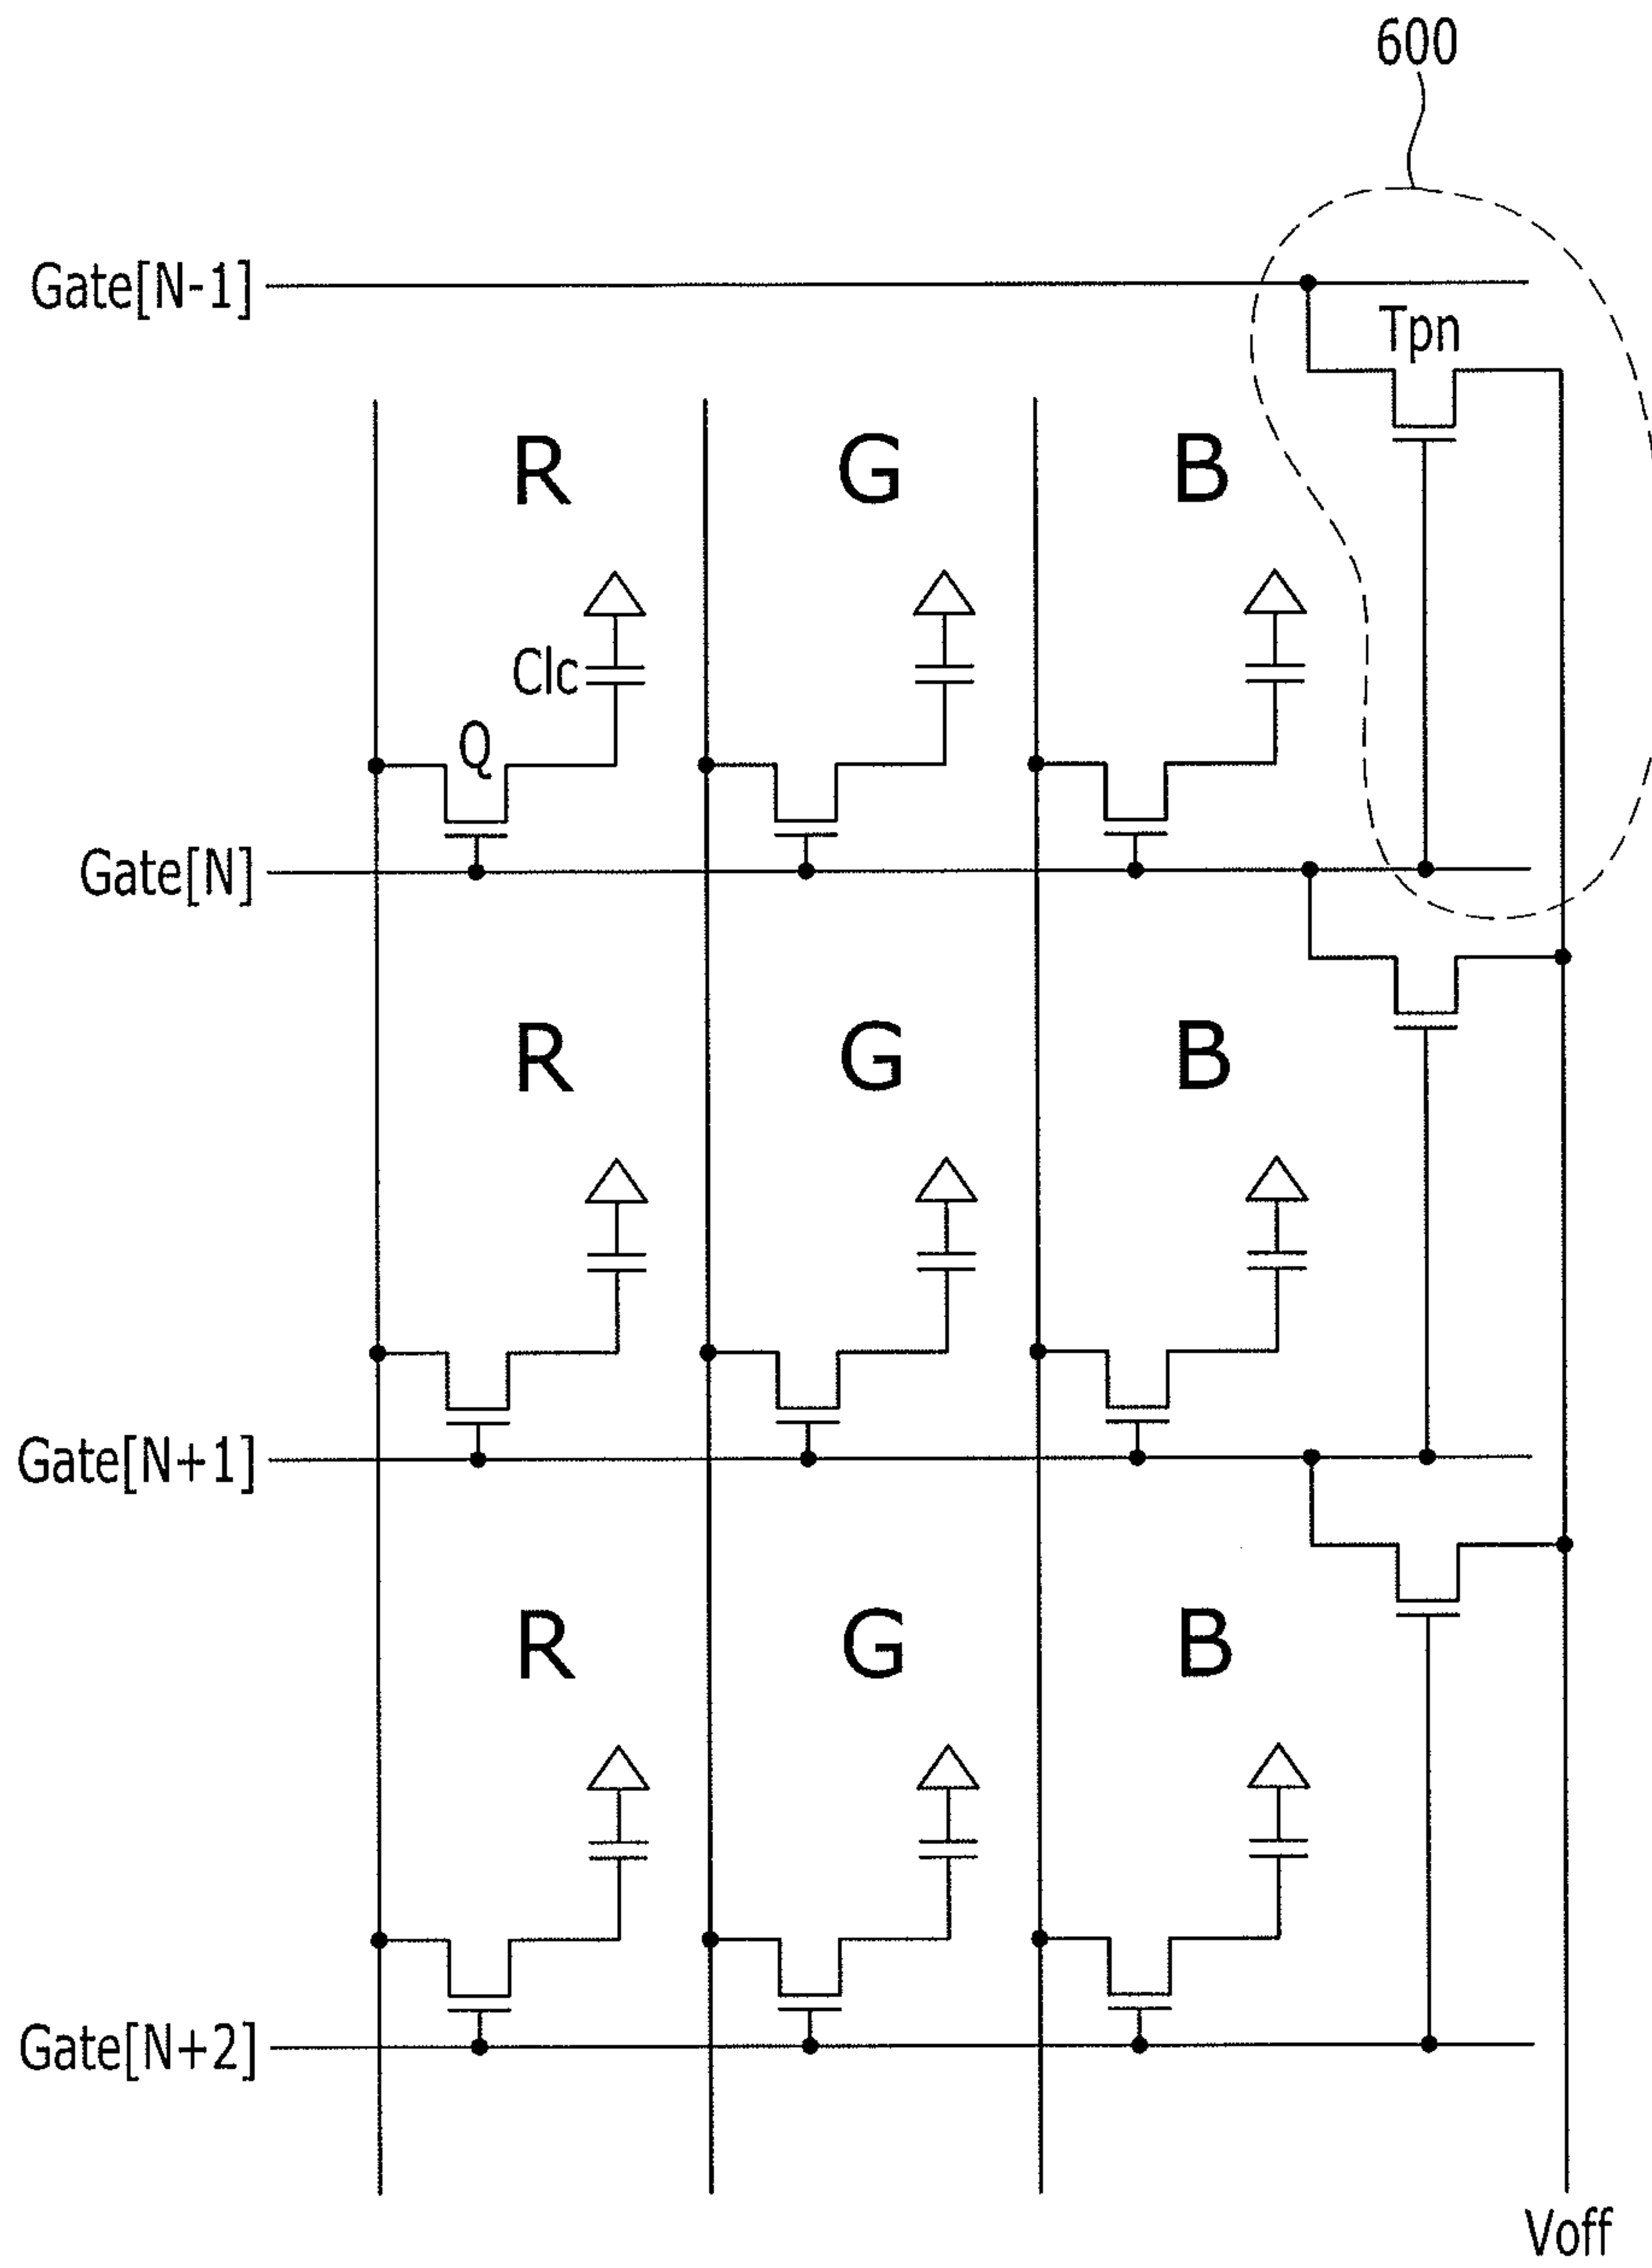 600
Gate[N-1]
Tpn
R G B
Clc
Q
Gate[N]
R G B
Gate[N+1]
R G B
Gate[N+2]
Voff